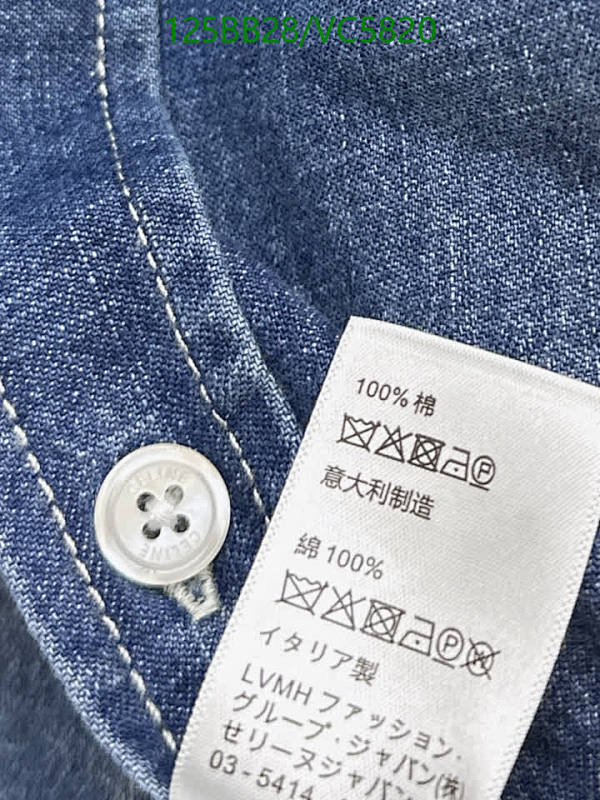 125BB28/VC5820
CELINE
CELINE
100% 棉
意大利制造
綿 100%
イタリア製
LVMH ファッション・
グループ・ジャパン(株)
せリーヌジャパン
03-5414